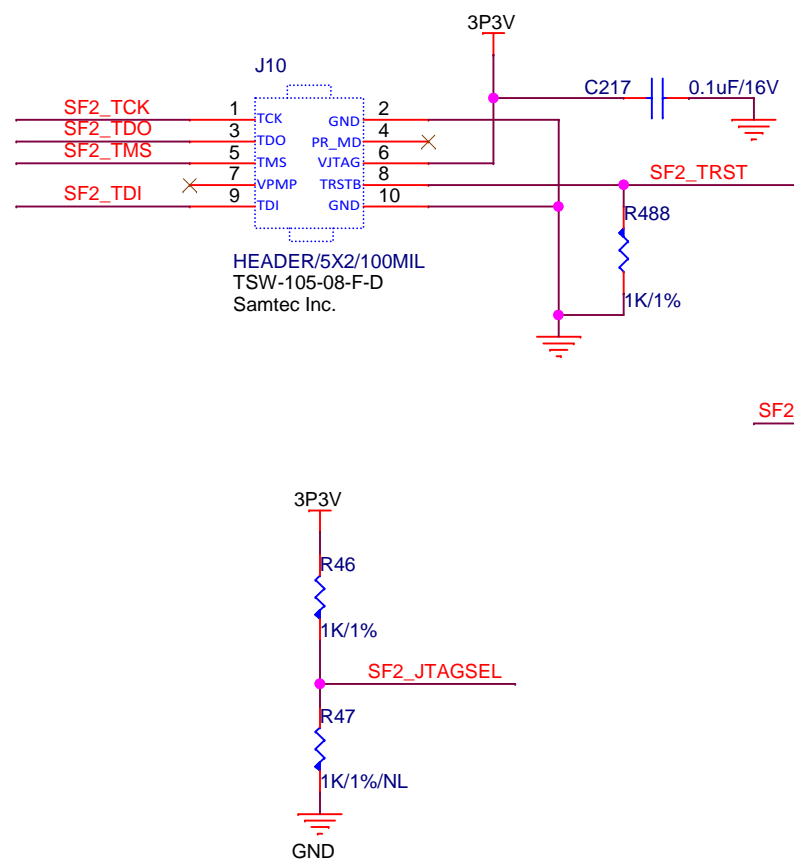 3P3V
J10
C217 0.1uF/16V
SF2_TCK 1 TCK GND 2
SF2_TDO 3 TDO PR_MD 4
SF2_TMS 5 TMS VJTAG 6
7 VPMP TRSTB 8 SF2_TRST
SF2_TDI 9 TDI GND 10
R488
HEADER/5X2/100MIL
TSW-105-08-F-D
Samtec Inc.
1K/1%
SF2
3P3V
R46
1K/1%
SF2_JTAGSEL
R47
1K/1%/NL
GND